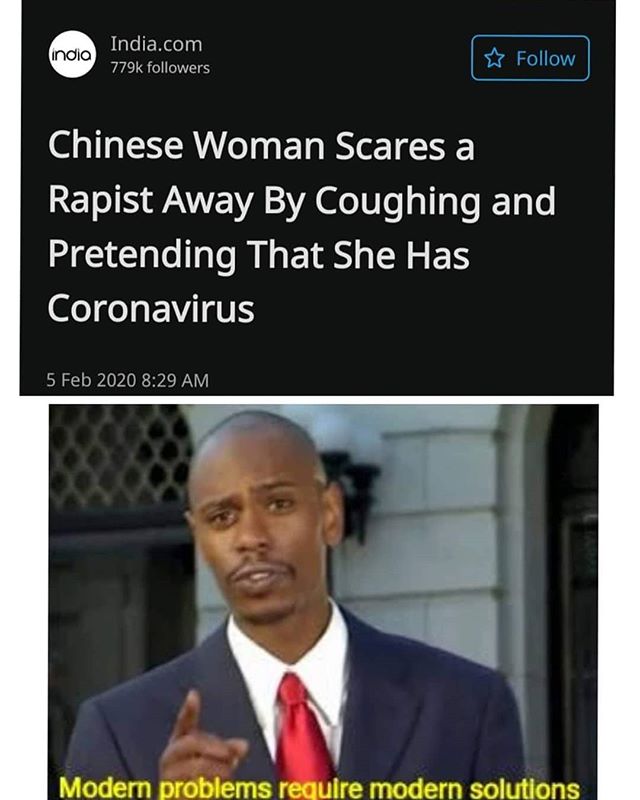 india
India.com
779k followers
Follow
Chinese Woman Scares a
Rapist Away By Coughing and
Pretending That She Has
Coronavirus
5 Feb 2020 8:29 AM
Modern problems require modern solutions